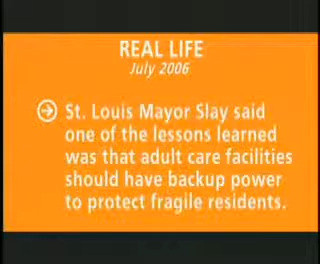 REAL LIFE
July 2006
St. Louis Mayor Slay said
one of the lessons learned
was that adult care facilities
should have backup power
to protect fragile residents.